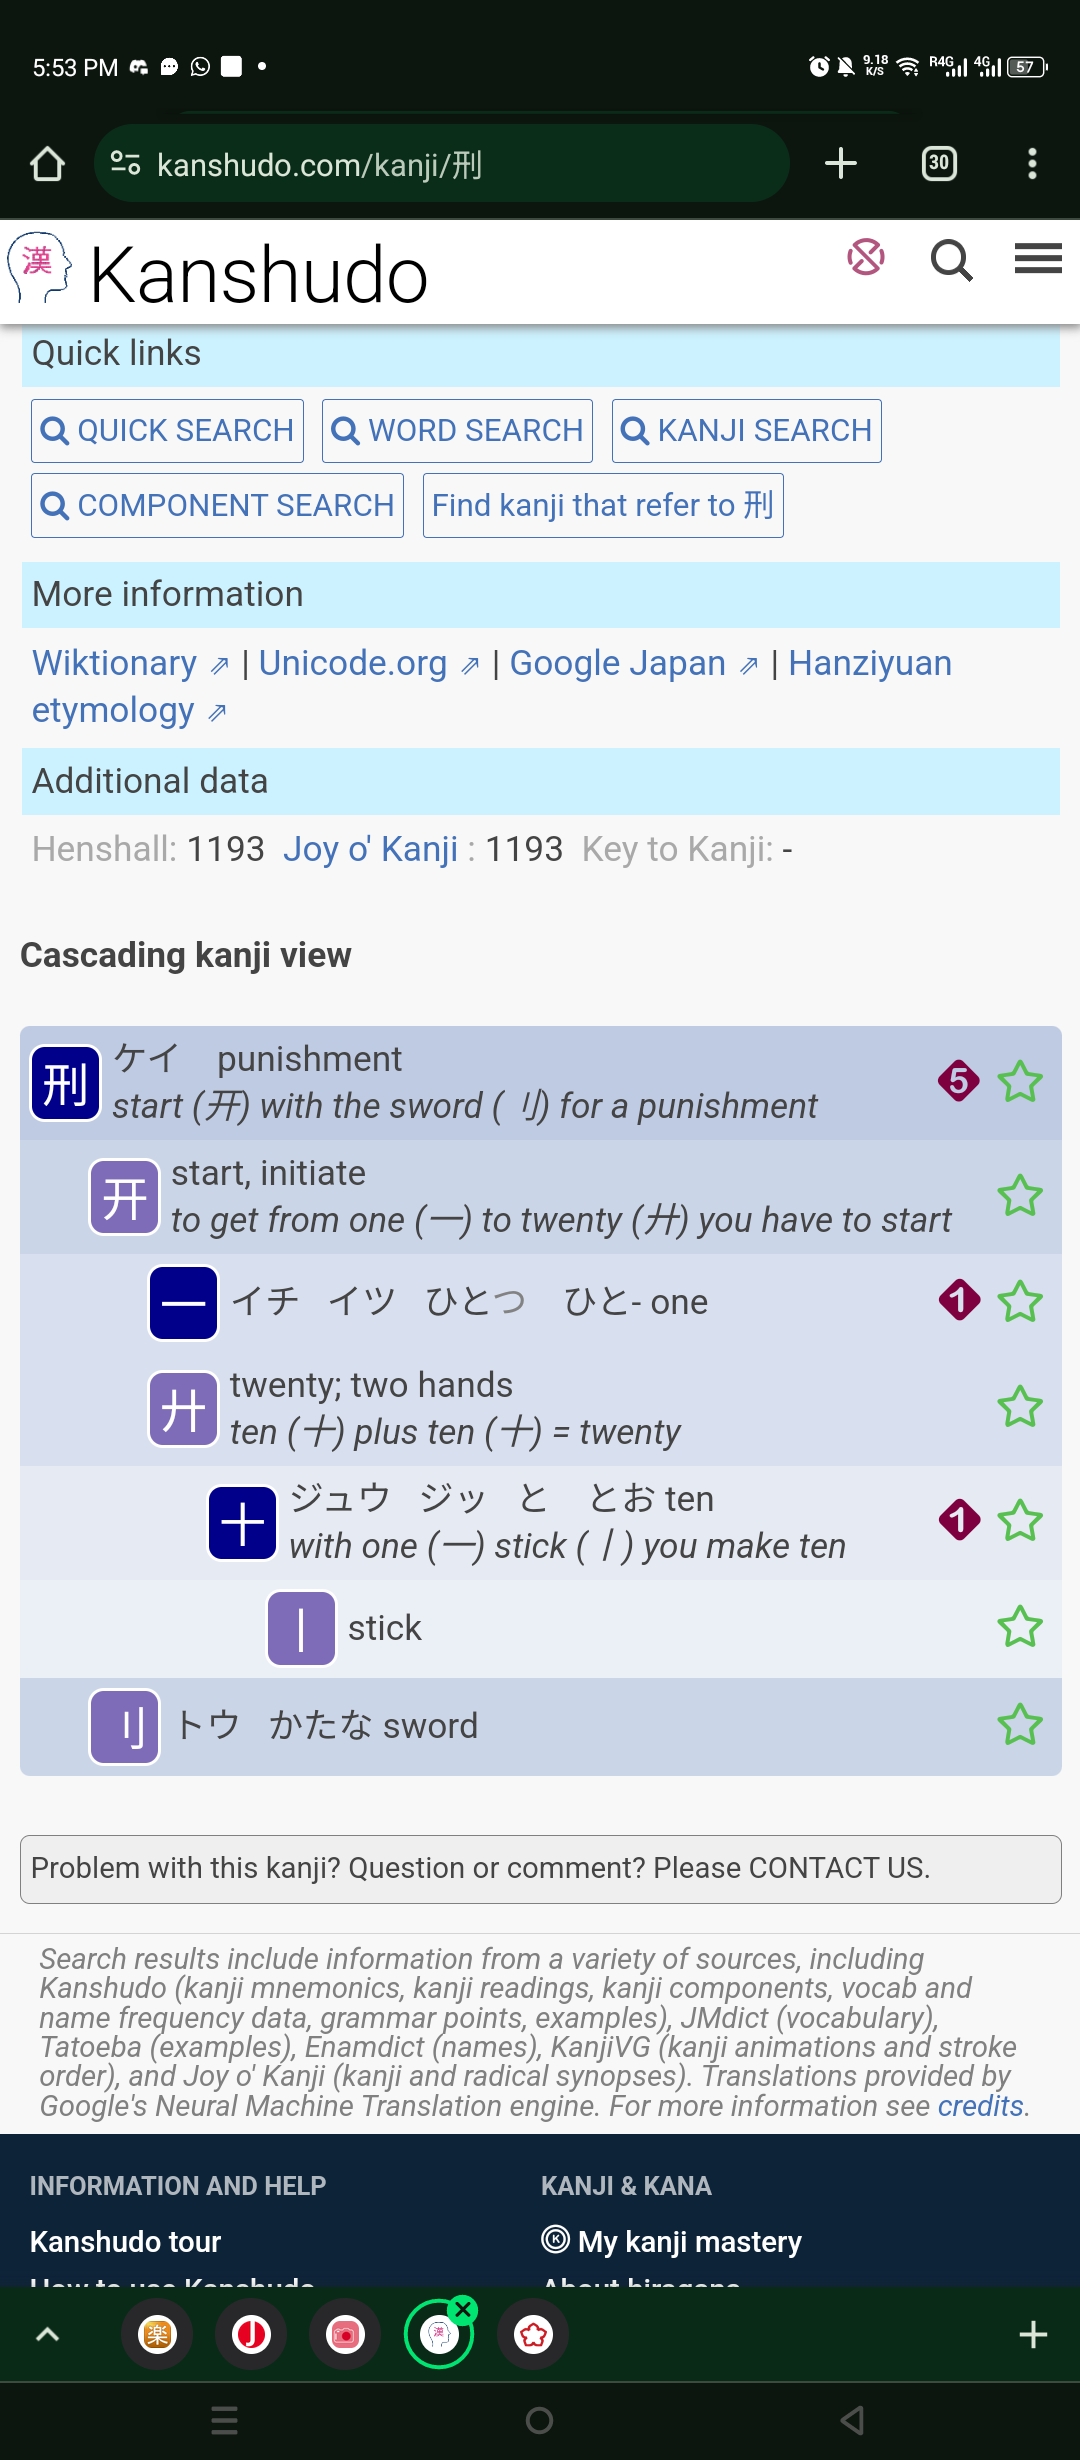 5:53 PM
9.18 K/S R4G 4G 57
kanshudo.com/kanji/刑
30
漢 Kanshudo
Quick links
QUICK SEARCH WORD SEARCH KANJI SEARCH
COMPONENT SEARCH Find kanji that refer to 刑
More information
Wiktionary ⇗ | Unicode.org ⇗ | Google Japan ⇗ | Hanziyuan
etymology ⇗
Additional data
Henshall: 1193 Joy o' Kanji : 1193 Key to Kanji: -
Cascading kanji view
刑 ケイ punishment 5
start (开) with the sword (刂) for a punishment
开 start, initiate
to get from one (一) to twenty (廾) you have to start
一 イチ イツ ひとつ ひと- one 1
廾 twenty; two hands
ten (十) plus ten (十) = twenty
十 ジュウ ジッ と とお ten 1
with one (一) stick (丨) you make ten
丨 stick
刂 トウ かたな sword
Problem with this kanji? Question or comment? Please CONTACT US.
Search results include information from a variety of sources, including
Kanshudo (kanji mnemonics, kanji readings, kanji components, vocab and
name frequency data, grammar points, examples), JMdict (vocabulary),
Tatoeba (examples), Enamdict (names), KanjiVG (kanji animations and stroke
order), and Joy o' Kanji (kanji and radical synopses). Translations provided by
Google's Neural Machine Translation engine. For more information see credits.
INFORMATION AND HELP KANJI & KANA
Kanshudo tour My kanji mastery
How to use Kanshudo About hiragana
楽 J 漢